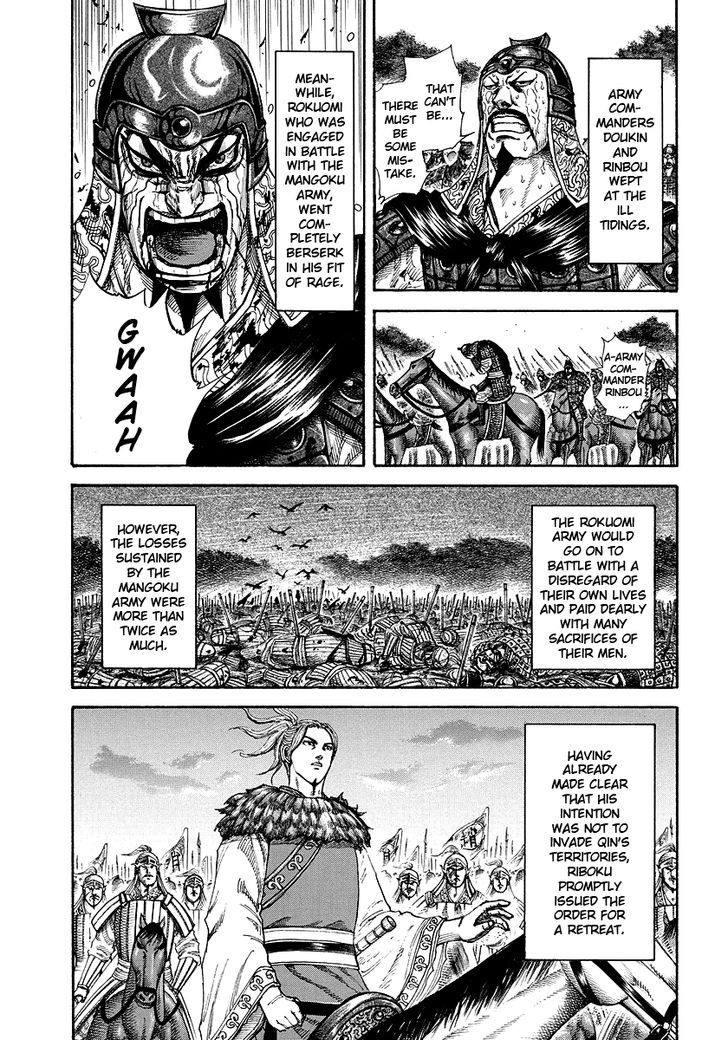 ARMY
COM-
MANDERS
DOUKIN
AND
RINBOU
WEPT
AT THE
ILL
TIDINGS.
THAT
CAN'T
BE...
THERE
MUST
BE
SOME
MIS-
TAKE.
A-ARMY
COM-
MANDER
RINBOU
...
MEAN-
WHILE,
ROKUOMI
WHO WAS
ENGAGED
IN BATTLE
WITH THE
MANGOKU
ARMY,
WENT
COM-
PLETELY
BERSERK
IN HIS FIT
OF RAGE.
GWAAH
THE ROKUOMI
ARMY WOULD
GO ON TO
BATTLE WITH A
DISREGARD OF
THEIR OWN LIVES
AND PAID DEARLY
WITH MANY
SACRIFICES OF
THEIR MEN.
HOWEVER,
THE LOSSES
SUSTAINED
BY THE
MANGOKU
ARMY WERE
MORE THAN
TWICE AS
MUCH.
HAVING
ALREADY
MADE CLEAR
THAT HIS
INTENTION
WAS NOT TO
INVADE QIN'S
TERRITORIES,
RIBOKU
PROMPTLY
ISSUED THE
ORDER FOR
A RETREAT.